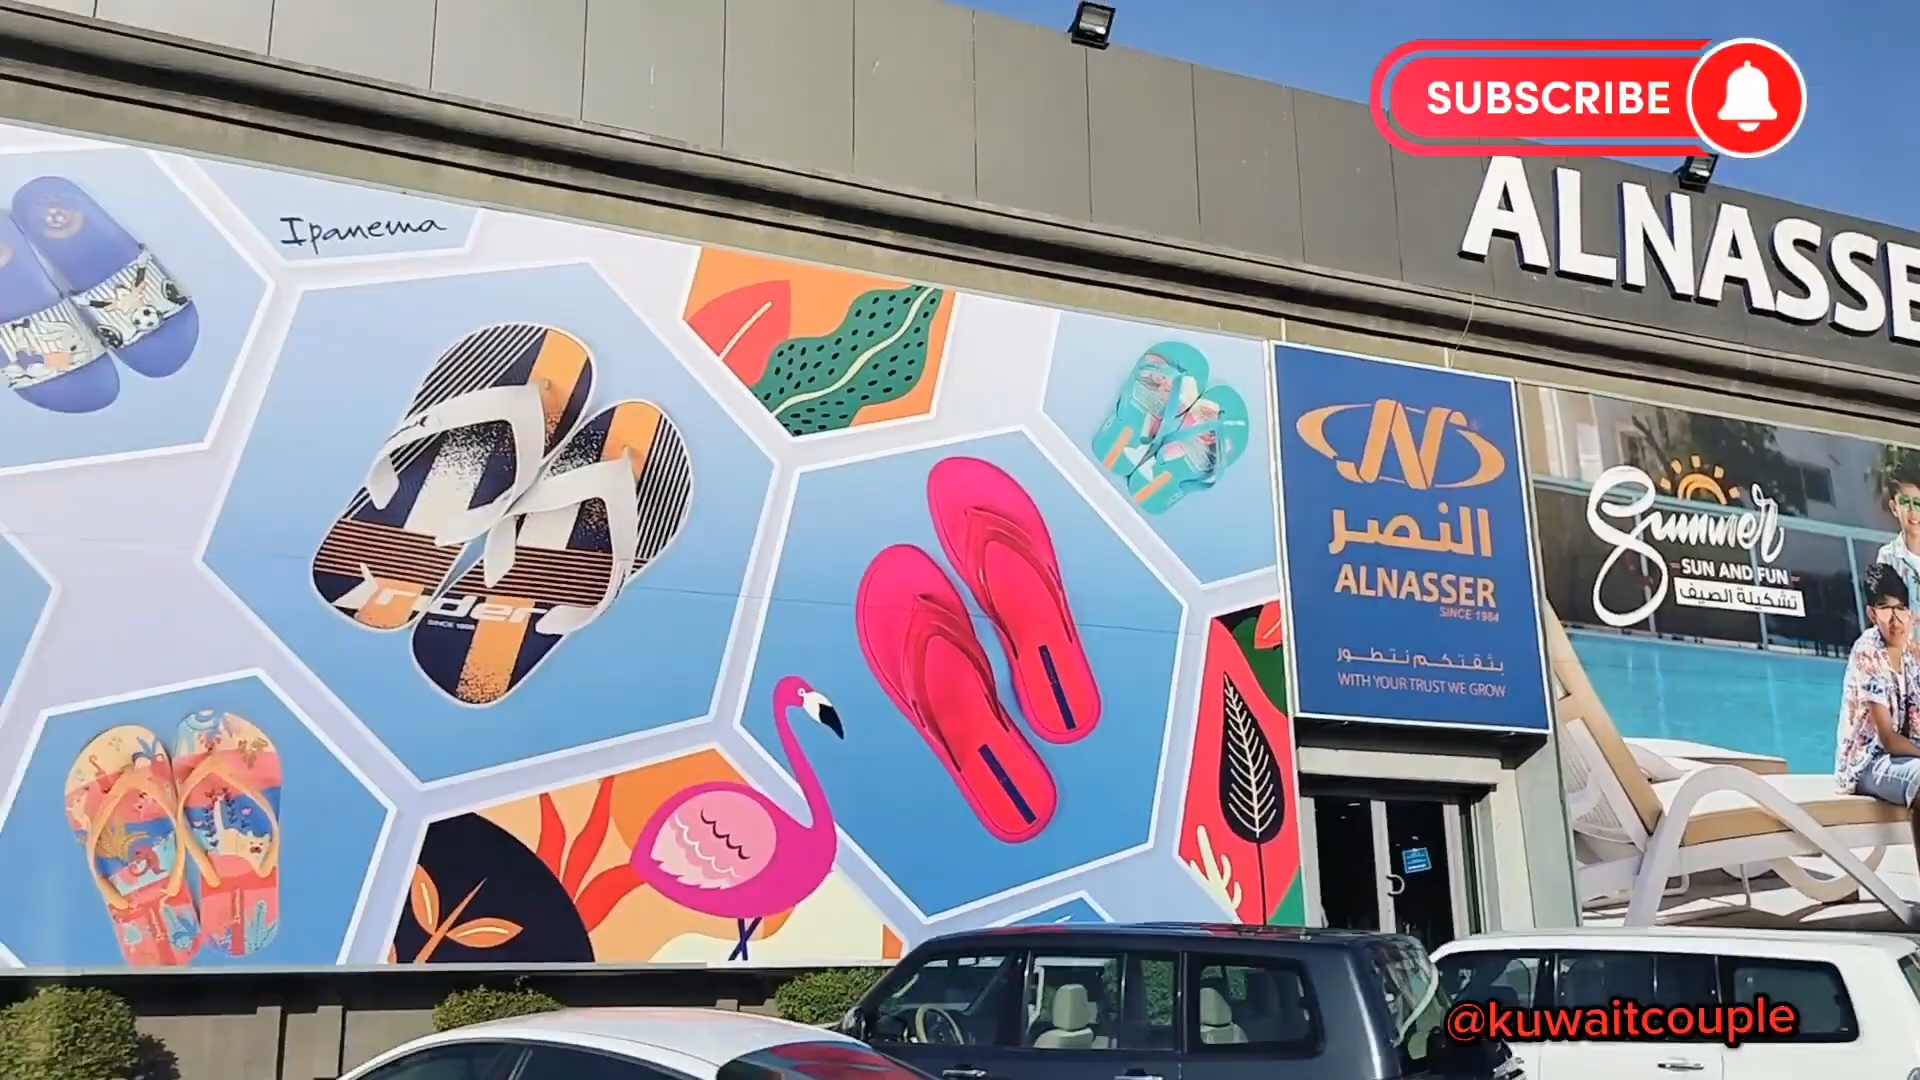 SUBSCRIBE
ALNASSE
Ipanema
rider
SINCE 1986
النصر
ALNASSER
SINCE 1984
بثقتكم نتطور
WITH YOUR TRUST WE GROW
Summer
SUN AND FUN
تشكيلة الصيف
@kuwaitcouple